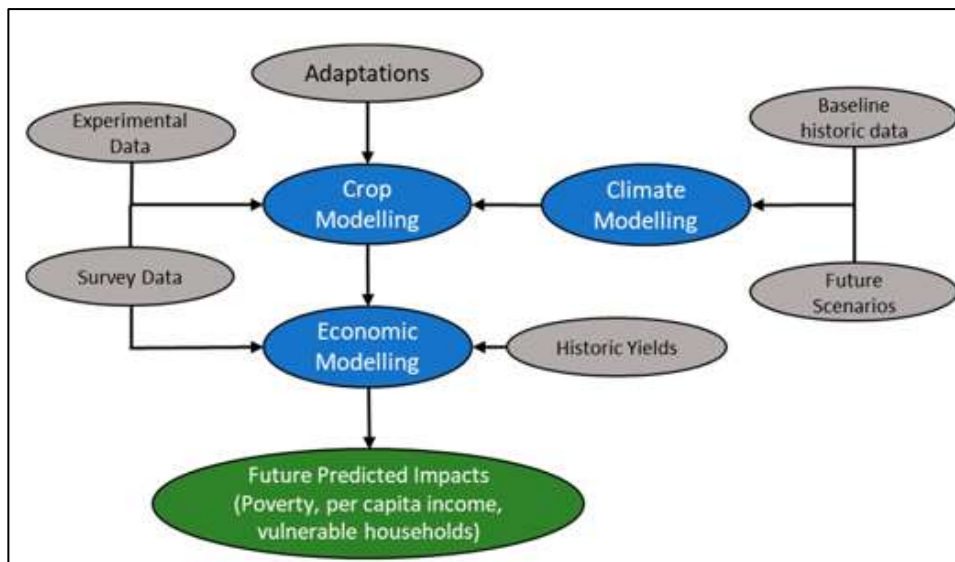 Adaptations
Experimental
Data
Baseline
historic data
Crop
Modelling
Climate
Modelling
Survey Data
Future
Scenarios
Economic
Modelling
Historic Yields
Future Predicted Impacts
(Poverty, per capita income,
vulnerable households)